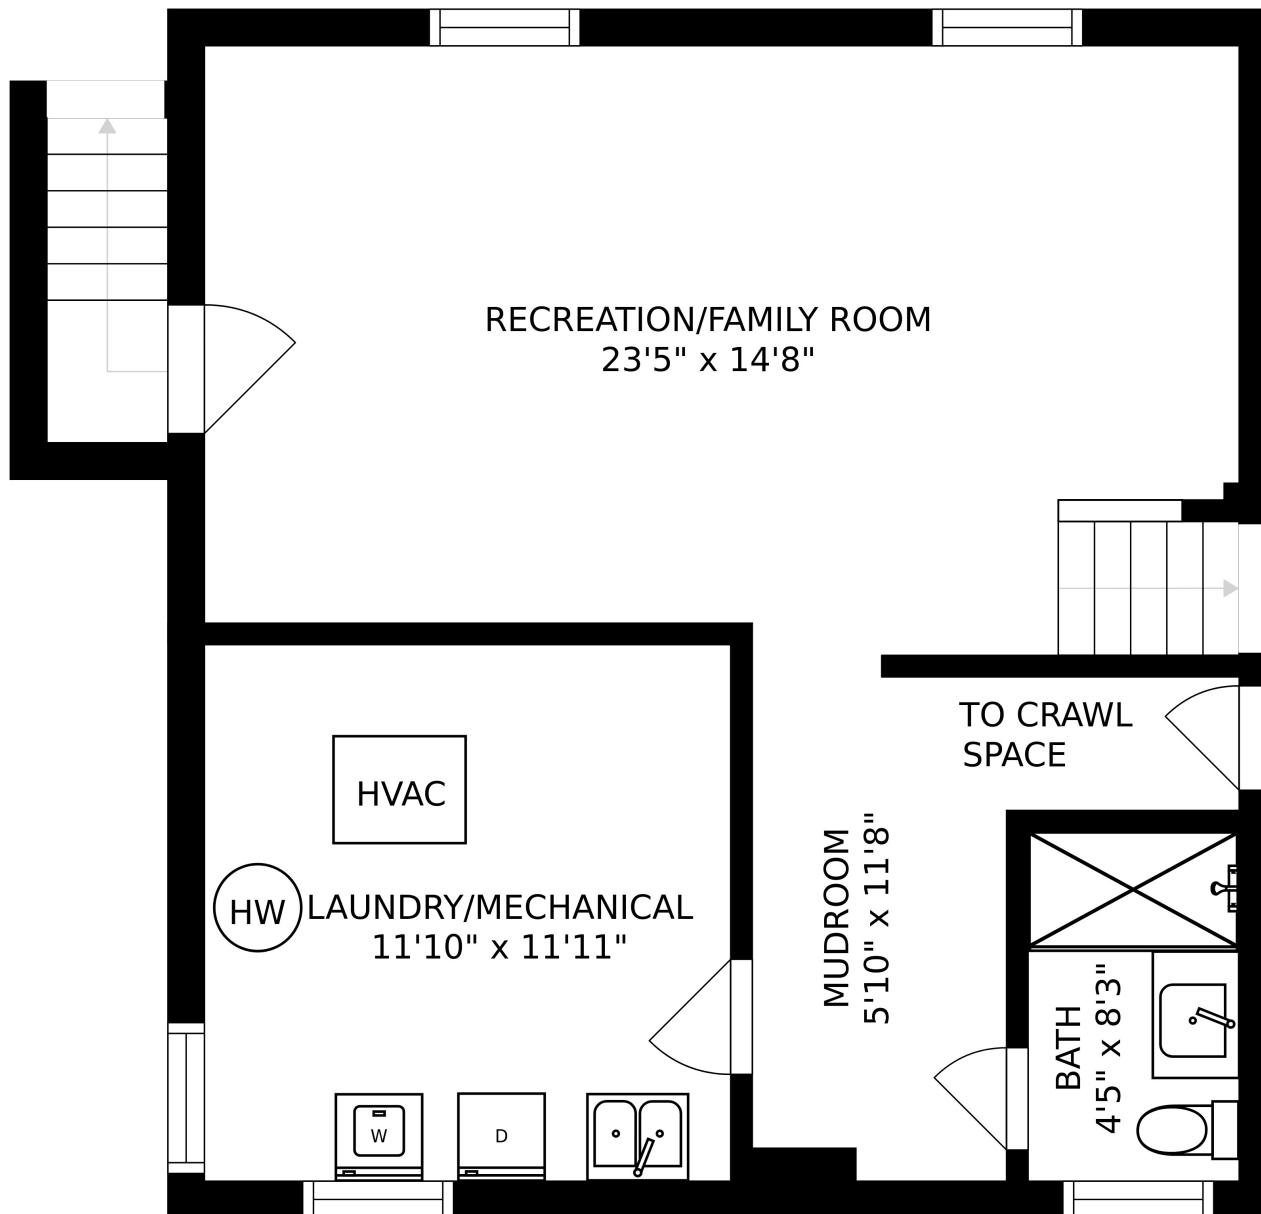 RECREATION/FAMILY ROOM
23'5" x 14'8"
TO CRAWL
SPACE
HVAC
HW
LAUNDRY/MECHANICAL
11'10" x 11'11"
MUDROOM
5'10" x 11'8"
BATH
4'5" x 8'3"
W
D